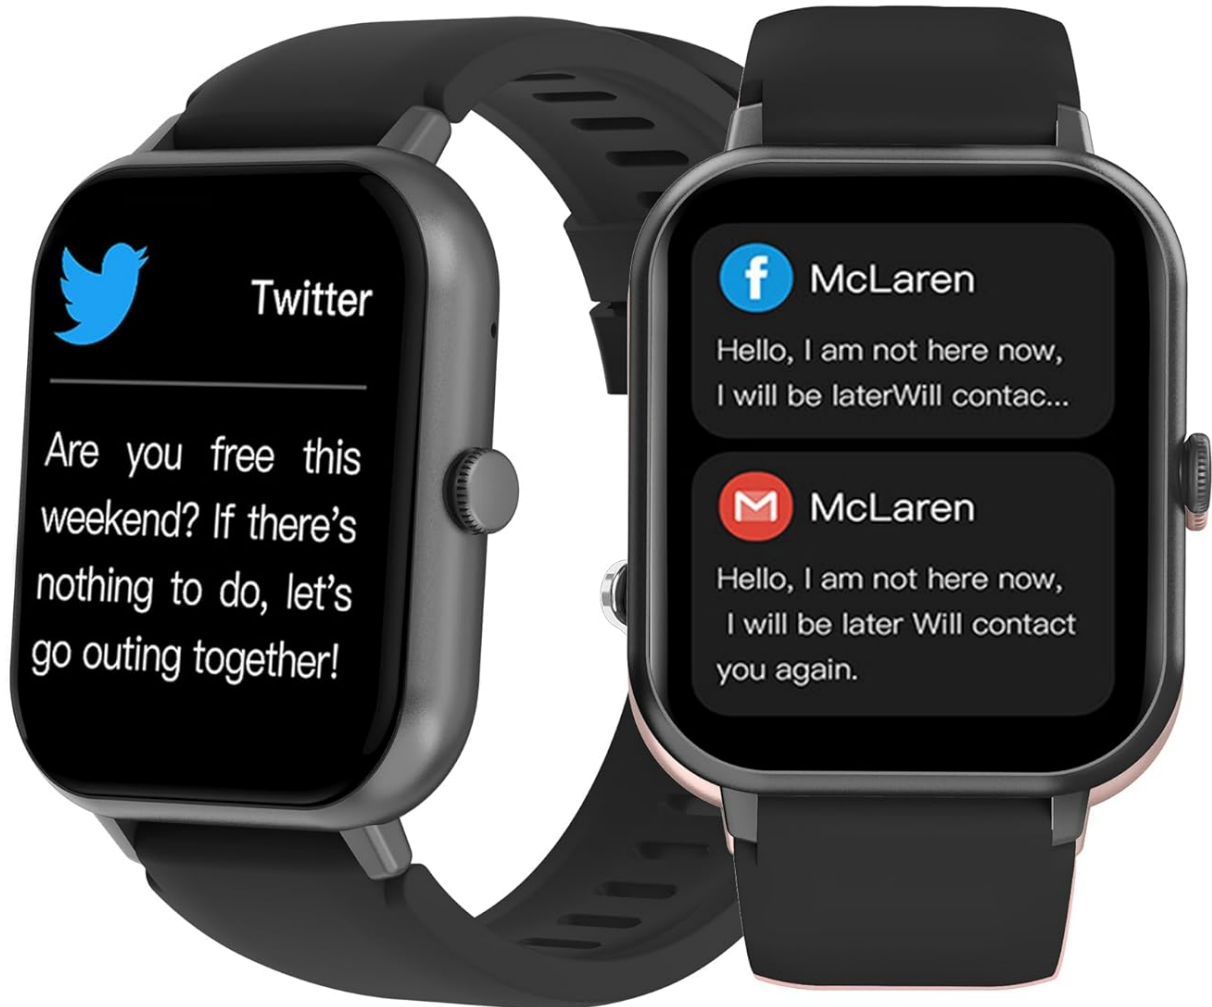 Twitter
Are you free this
weekend? If there's
nothing to do, let's
go outing together!
McLaren
Hello, I am not here now,
I will be laterWill contac...
McLaren
Hello, I am not here now,
I will be later Will contact
you again.